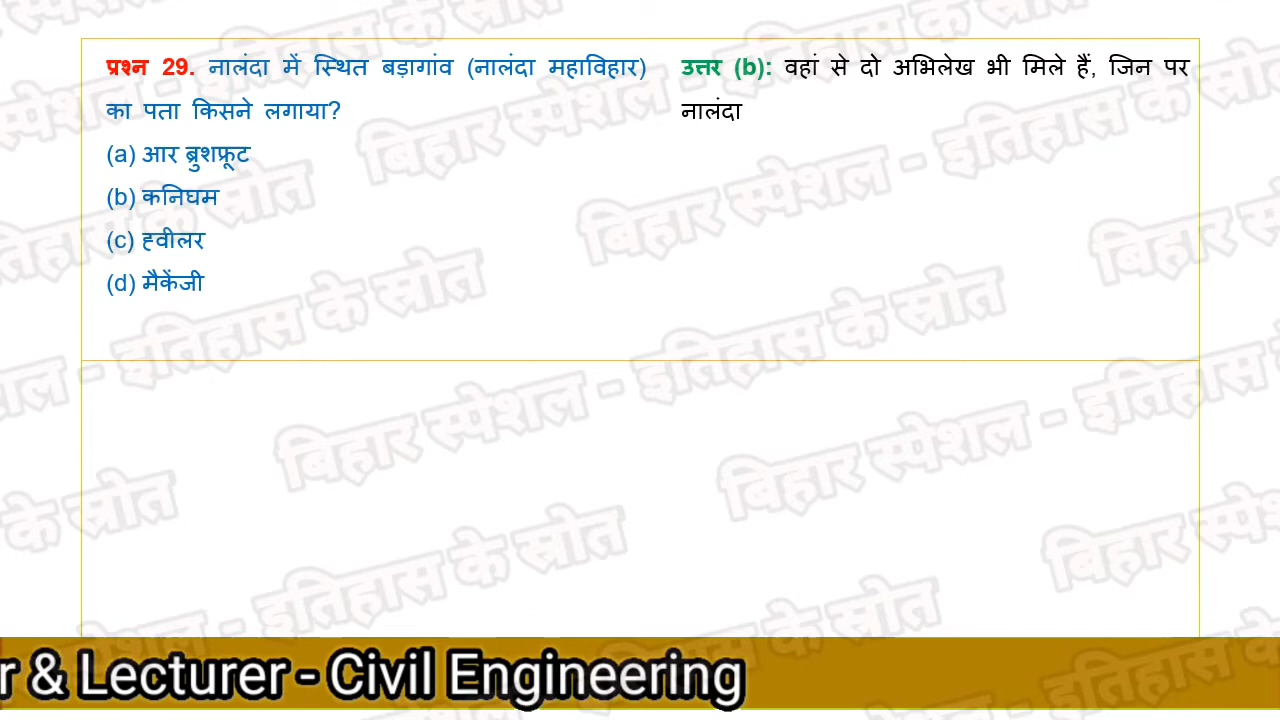 प्रश्न 29. नालंदा में स्थित बड़ागांव (नालंदा महाविहार)
का पता किसने लगाया?
(a) आर ब्रुशफ्रूट
(b) कनिघम
(c) ह्वीलर
(d) मैकेंजी
उत्तर (b): वहां से दो अभिलेख भी मिले हैं, जिन पर
नालंदा
बिहार स्पेशल - इतिहास के स्रोत
r & Lecturer - Civil Engineering